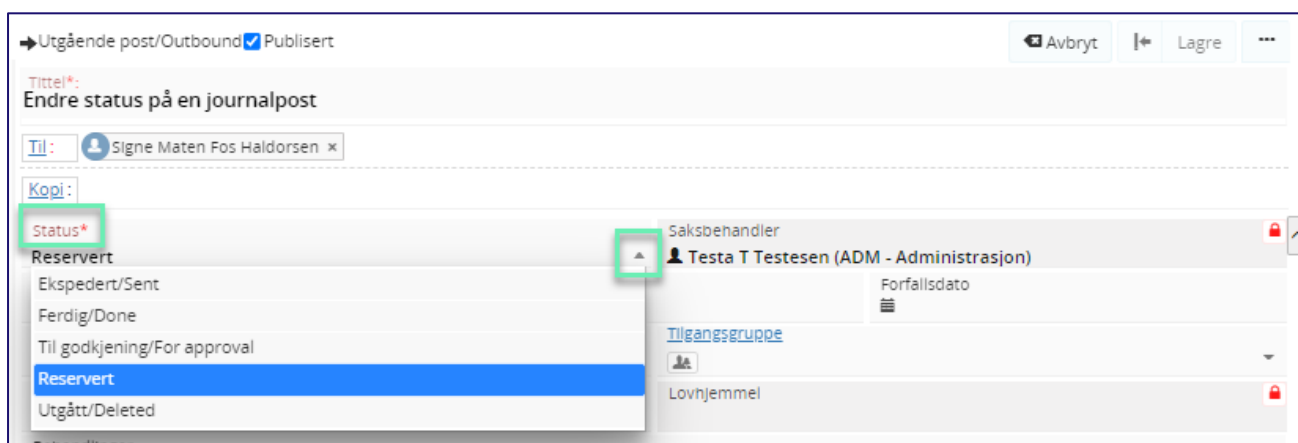 Utgående post/Outbound Publisert
Avbryt Lagre
Tittel*:
Endre status på en journalpost
Til: Signe Maten Fos Haldorsen ×
Kopi:
Status* Saksbehandler
Reservert Testa T Testesen (ADM - Administrasjon)
Ekspedert/Sent Forfallsdato
Ferdig/Done
Til godkjening/For approval Tilgangsgruppe
Reservert
Lovhjemmel
Utgått/Deleted